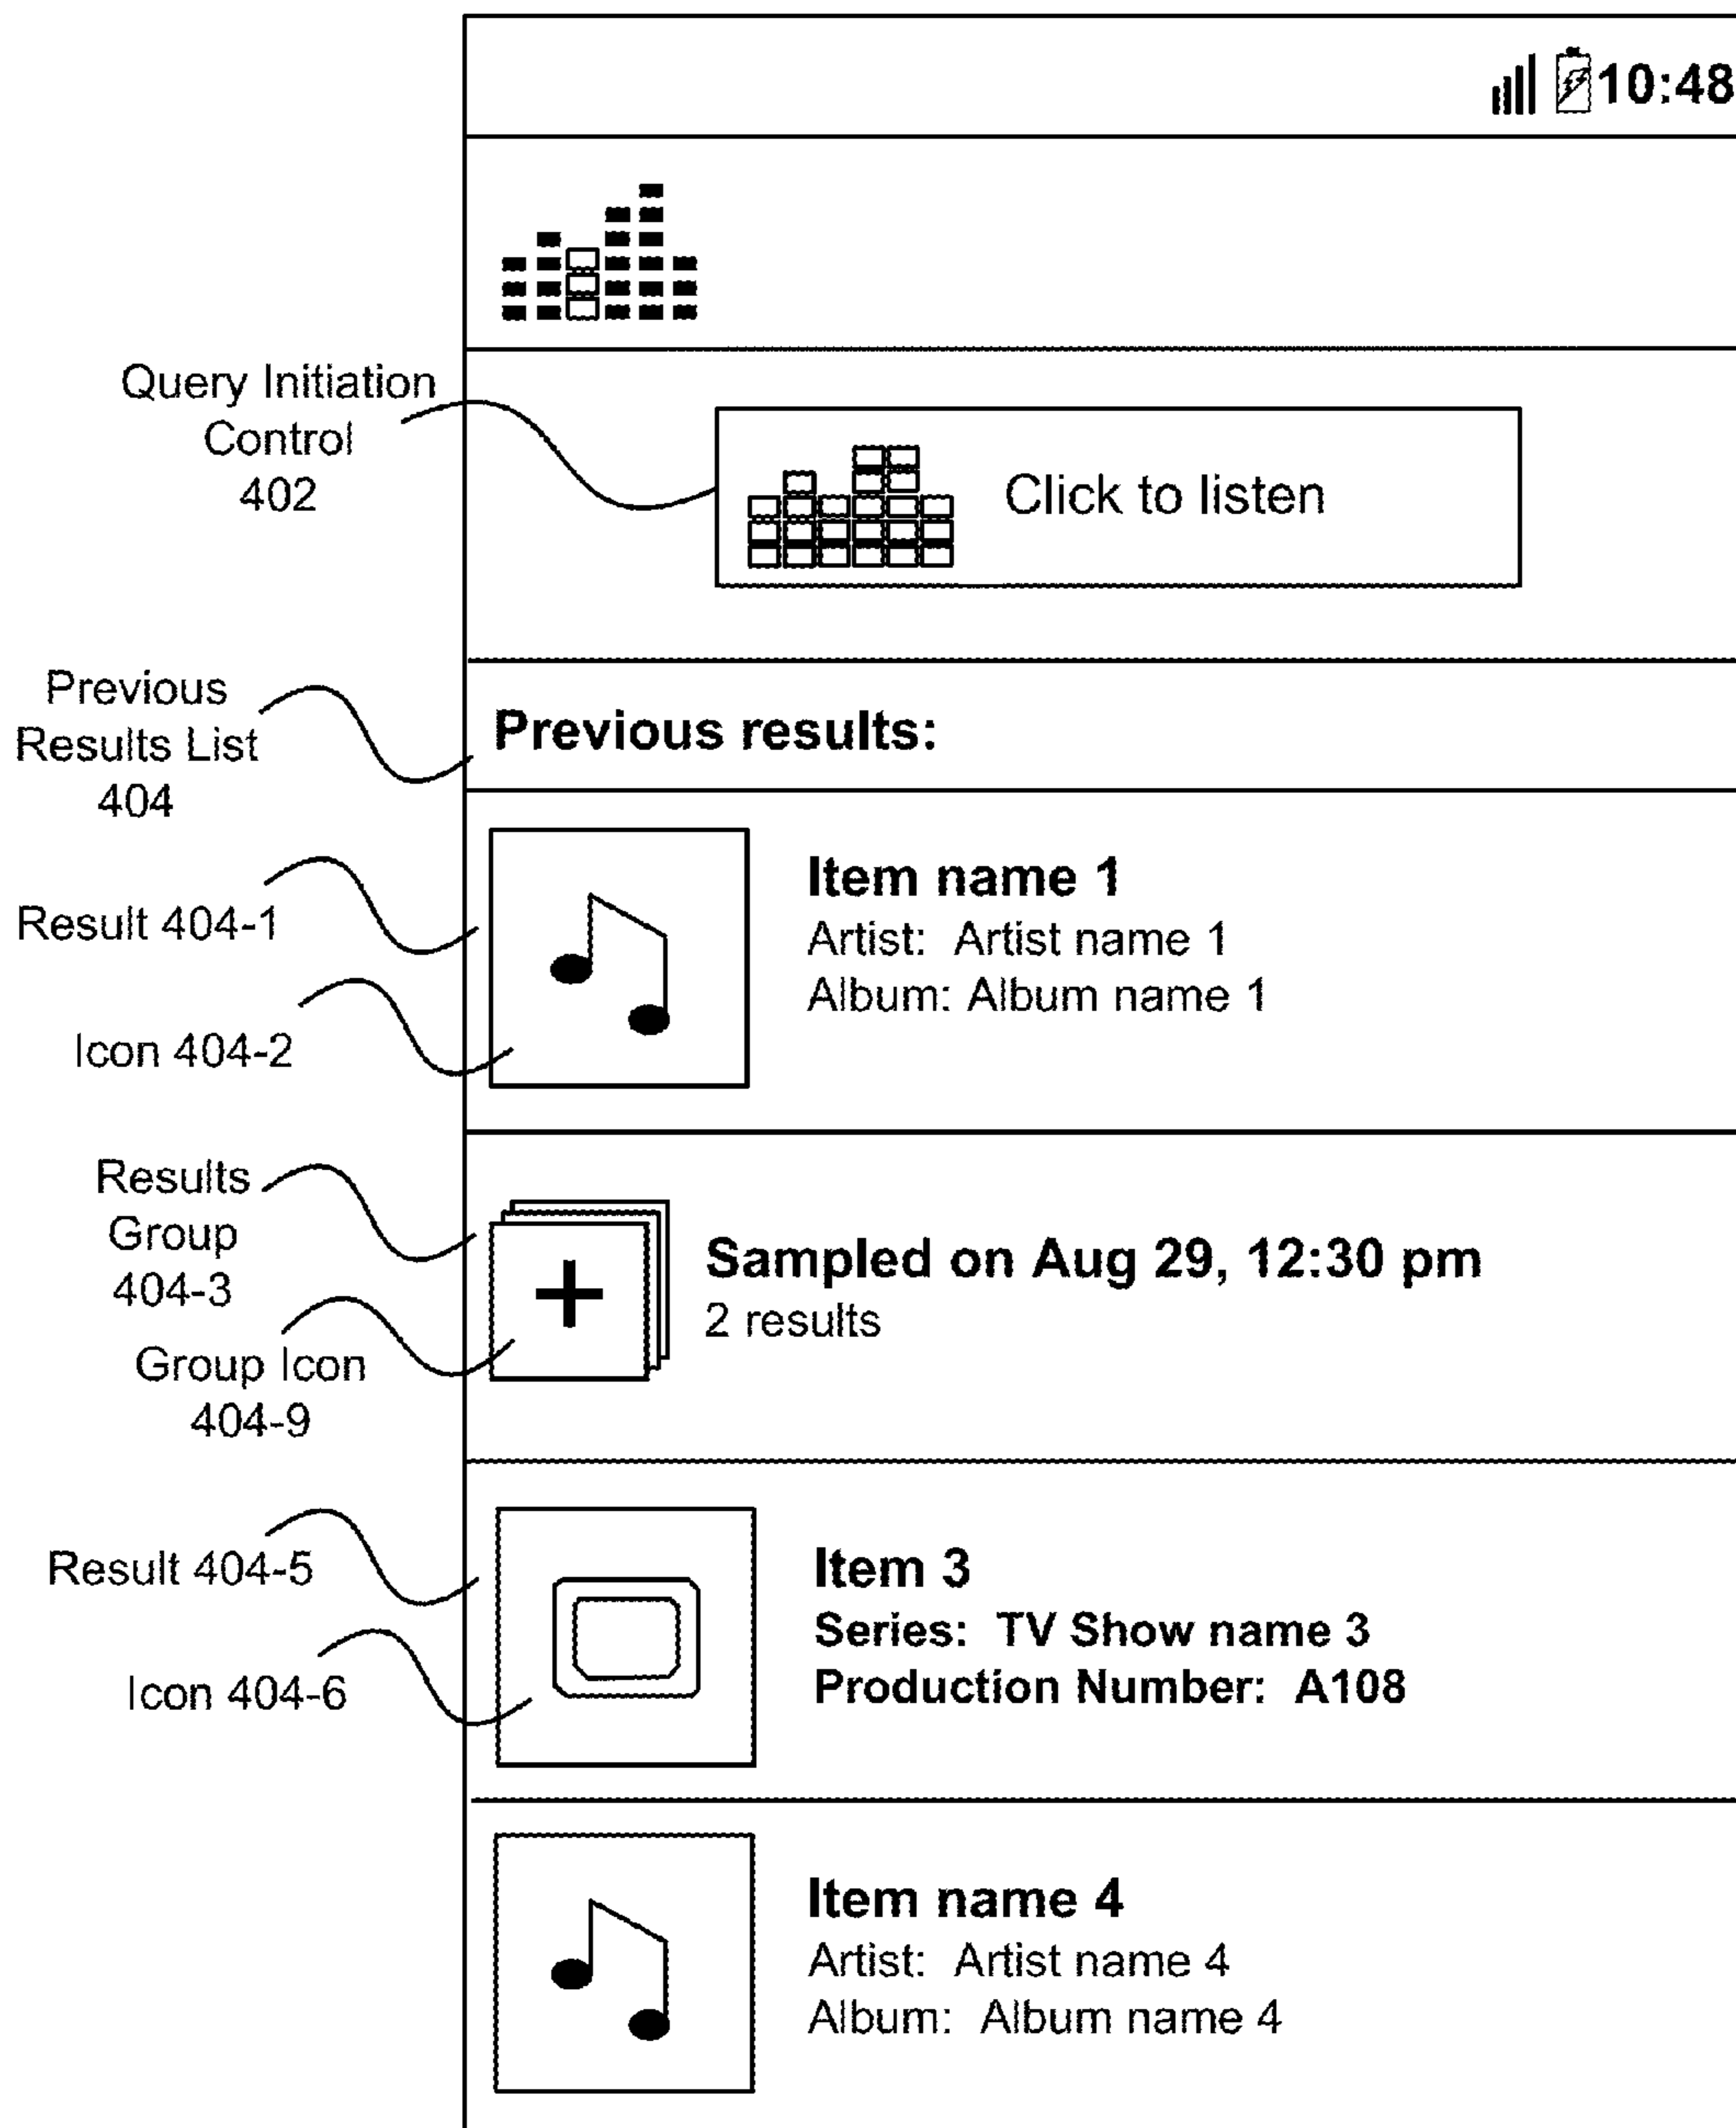 10:48
Query Initiation
Control
402
Click to listen
Previous
Results List
404
Previous results:
Result 404-1
Item name 1
Artist: Artist name 1
Album: Album name 1
Icon 404-2
Results
Group
404-3
Sampled on Aug 29, 12:30 pm
2 results
Group Icon
404-9
Result 404-5
Item 3
Series: TV Show name 3
Production Number: A108
Icon 404-6
Item name 4
Artist: Artist name 4
Album: Album name 4